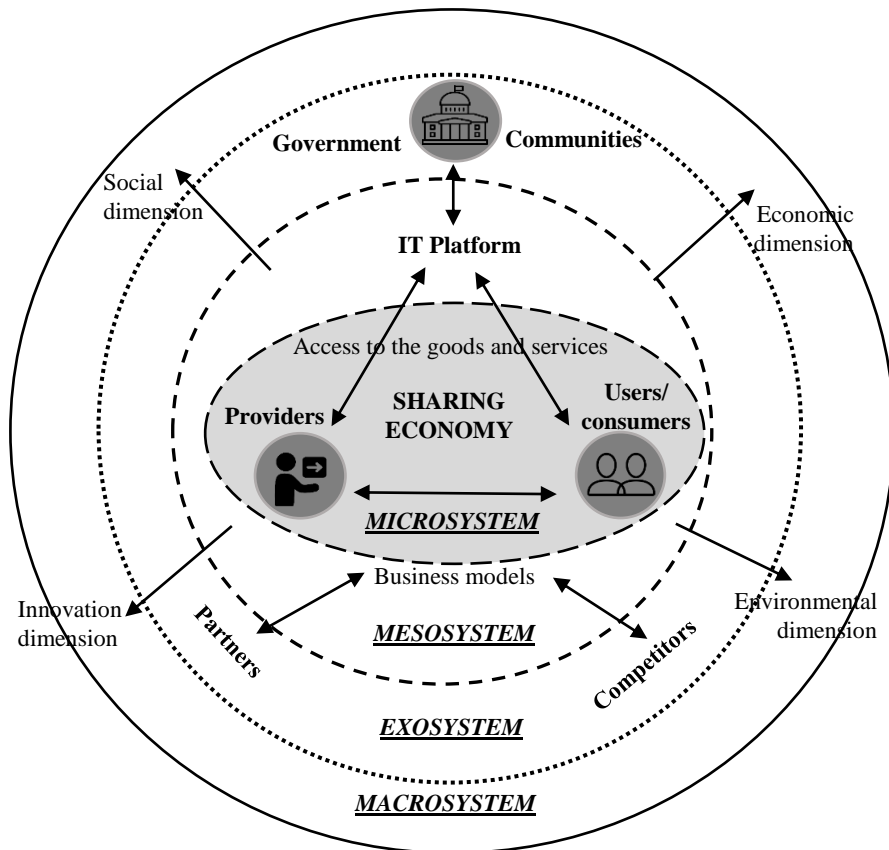 Government
Communities
Social
dimension
Economic
dimension
IT Platform
Access to the goods and services
Users/
consumers
Providers
SHARING
ECONOMY
MICROSYSTEM
Business models
Innovation
dimension
Environmental
dimension
Partners
Competitors
MESOSYSTEM
EXOSYSTEM
MACROSYSTEM